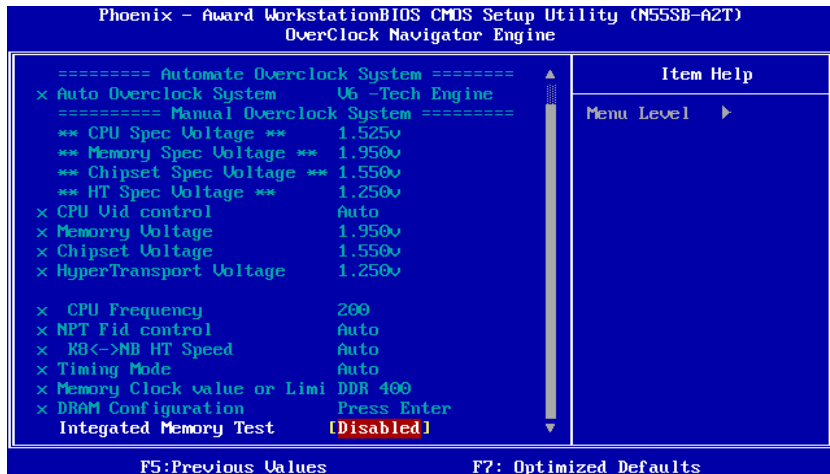 Phoenix - Award WorkstationBIOS CMOS Setup Utility (N55SB-A2T)
OverClock Navigator Engine
========= Automate Overclock System ========
Item Help
x Auto Overclock System V6 -Tech Engine
========== Manual Overclock System =========
Menu Level
** CPU Spec Voltage ** 1.525v
** Memory Spec Voltage ** 1.950v
** Chipset Spec Voltage ** 1.550v
** HT Spec Voltage ** 1.250v
x CPU Vid control Auto
x Memorry Voltage 1.950v
x Chipset Voltage 1.550v
x HyperTransport Voltage 1.250v
x CPU Frequency 200
x NPT Fid control Auto
x K8<->NB HT Speed Auto
x Timing Mode Auto
x Memory Clock value or Limi DDR 400
x DRAM Configuration Press Enter
Integated Memory Test [Disabled]
F5:Previous Values F7: Optimized Defaults